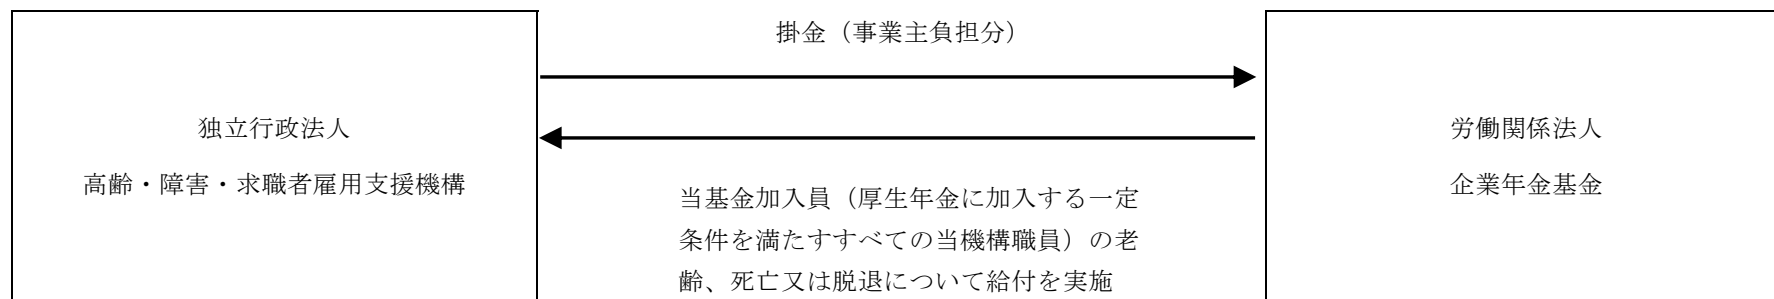 掛金（事業主負担分）
独立行政法人
高齢・障害・求職者雇用支援機構
当基金加入員（厚生年金に加入する一定
条件を満たすすべての当機構職員）の老
齢、死亡又は脱退について給付を実施
労働関係法人
企業年金基金